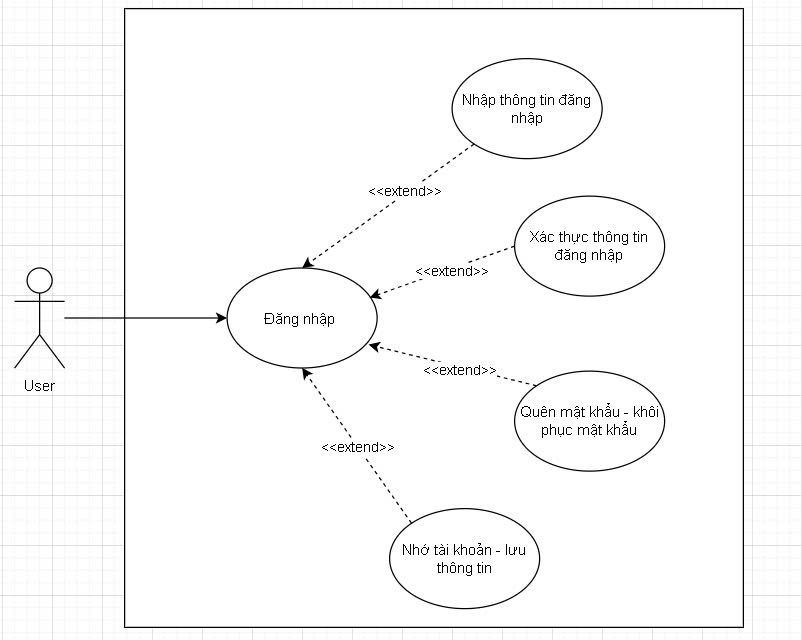 Nhập thông tin đăng
nhập
<<extend>>
Xác thực thông tin
đăng nhập
<<extend>>
Đăng nhập
<<extend>>
User
Quên mật khẩu - khôi
phục mật khẩu
<<extend>>
Nhớ tài khoản - lưu
thông tin